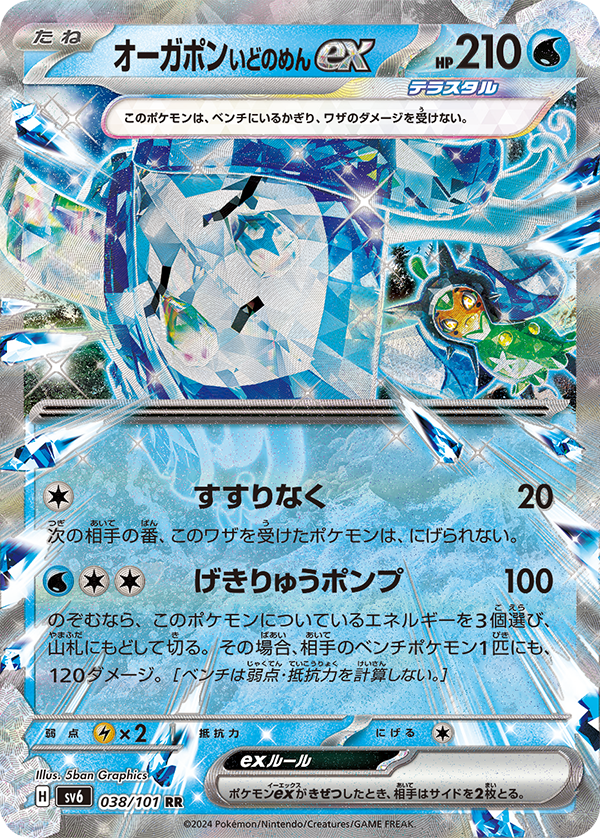 たね オーガポンいどのめんex HP210
テラスタル
このポケモンは、ベンチにいるかぎり、ワザのダメージを受けない。
すすりなく 20
次の相手の番、このワザを受けたポケモンは、にげられない。
げきりゅうポンプ 100
のぞむなら、このポケモンについているエネルギーを3個選び、
山札にもどして切る。その場合、相手のベンチポケモン1匹にも、
120ダメージ。[ベンチは弱点・抵抗力を計算しない。]
弱点 ×2 抵抗力 にげる
exルール
ポケモンexがきぜつしたとき、相手はサイドを2枚とる。
Illus. 5ban Graphics
H sv6 038/101 RR
©2024 Pokémon/Nintendo/Creatures/GAME FREAK.